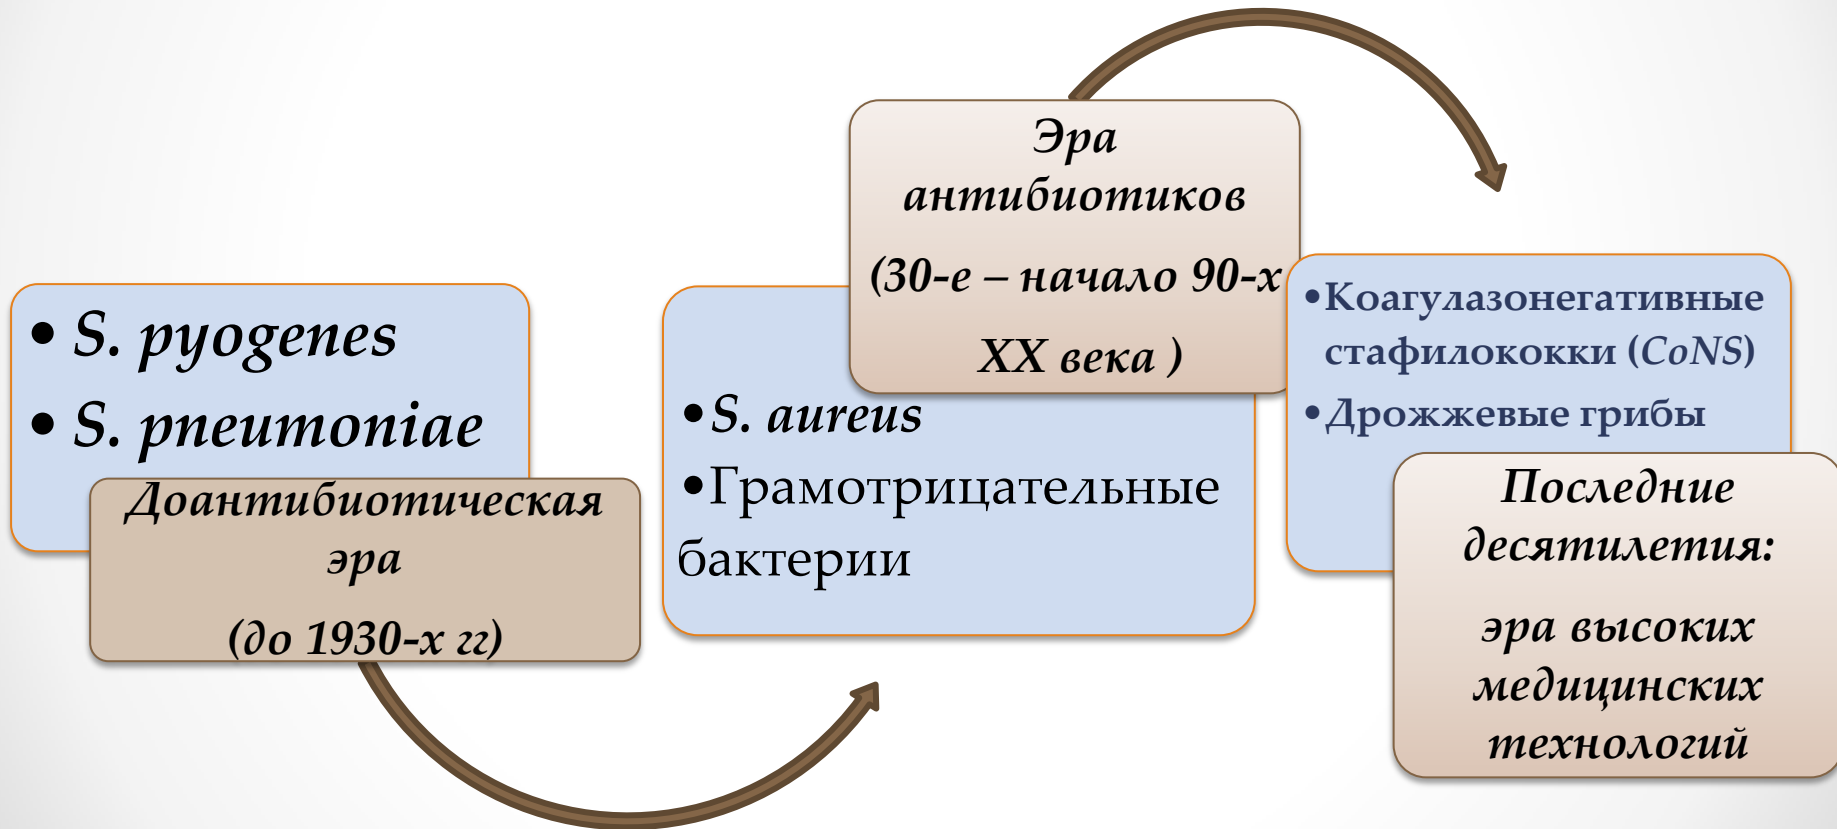 • S. pyogenes
• S. pneumoniae
Доантибиотическая
эра
(до 1930-х гг)
Эра
антибиотиков
(30-е – начало 90-х
XX века )
•S. aureus
•Грамотрицательные
бактерии
•Коагулазонегативные
стафилококки (CoNS)
•Дрожжевые грибы
Последние
десятилетия:
эра высоких
медицинских
технологий